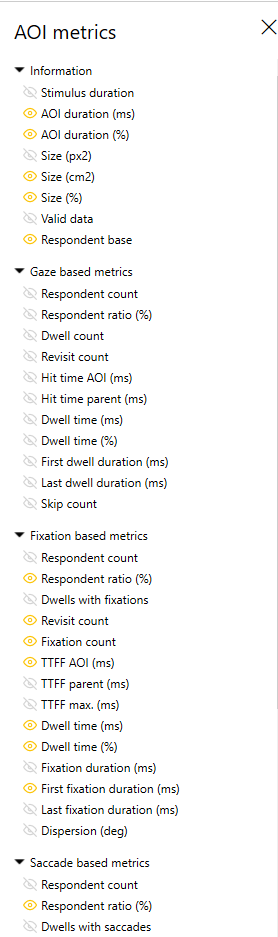 AOI metrics
Information
Stimulus duration
AOI duration (ms)
AOI duration (%)
Size (px2)
Size (cm2)
Size (%)
Valid data
Respondent base
Gaze based metrics
Respondent count
Respondent ratio (%)
Dwell count
Revisit count
Hit time AOI (ms)
Hit time parent (ms)
Dwell time (ms)
Dwell time (%)
First dwell duration (ms)
Last dwell duration (ms)
Skip count
Fixation based metrics
Respondent count
Respondent ratio (%)
Dwells with fixations
Revisit count
Fixation count
TTFF AOI (ms)
TTFF parent (ms)
TTFF max. (ms)
Dwell time (ms)
Dwell time (%)
Fixation duration (ms)
First fixation duration (ms)
Last fixation duration (ms)
Dispersion (deg)
Saccade based metrics
Respondent count
Respondent ratio (%)
Dwells with saccades